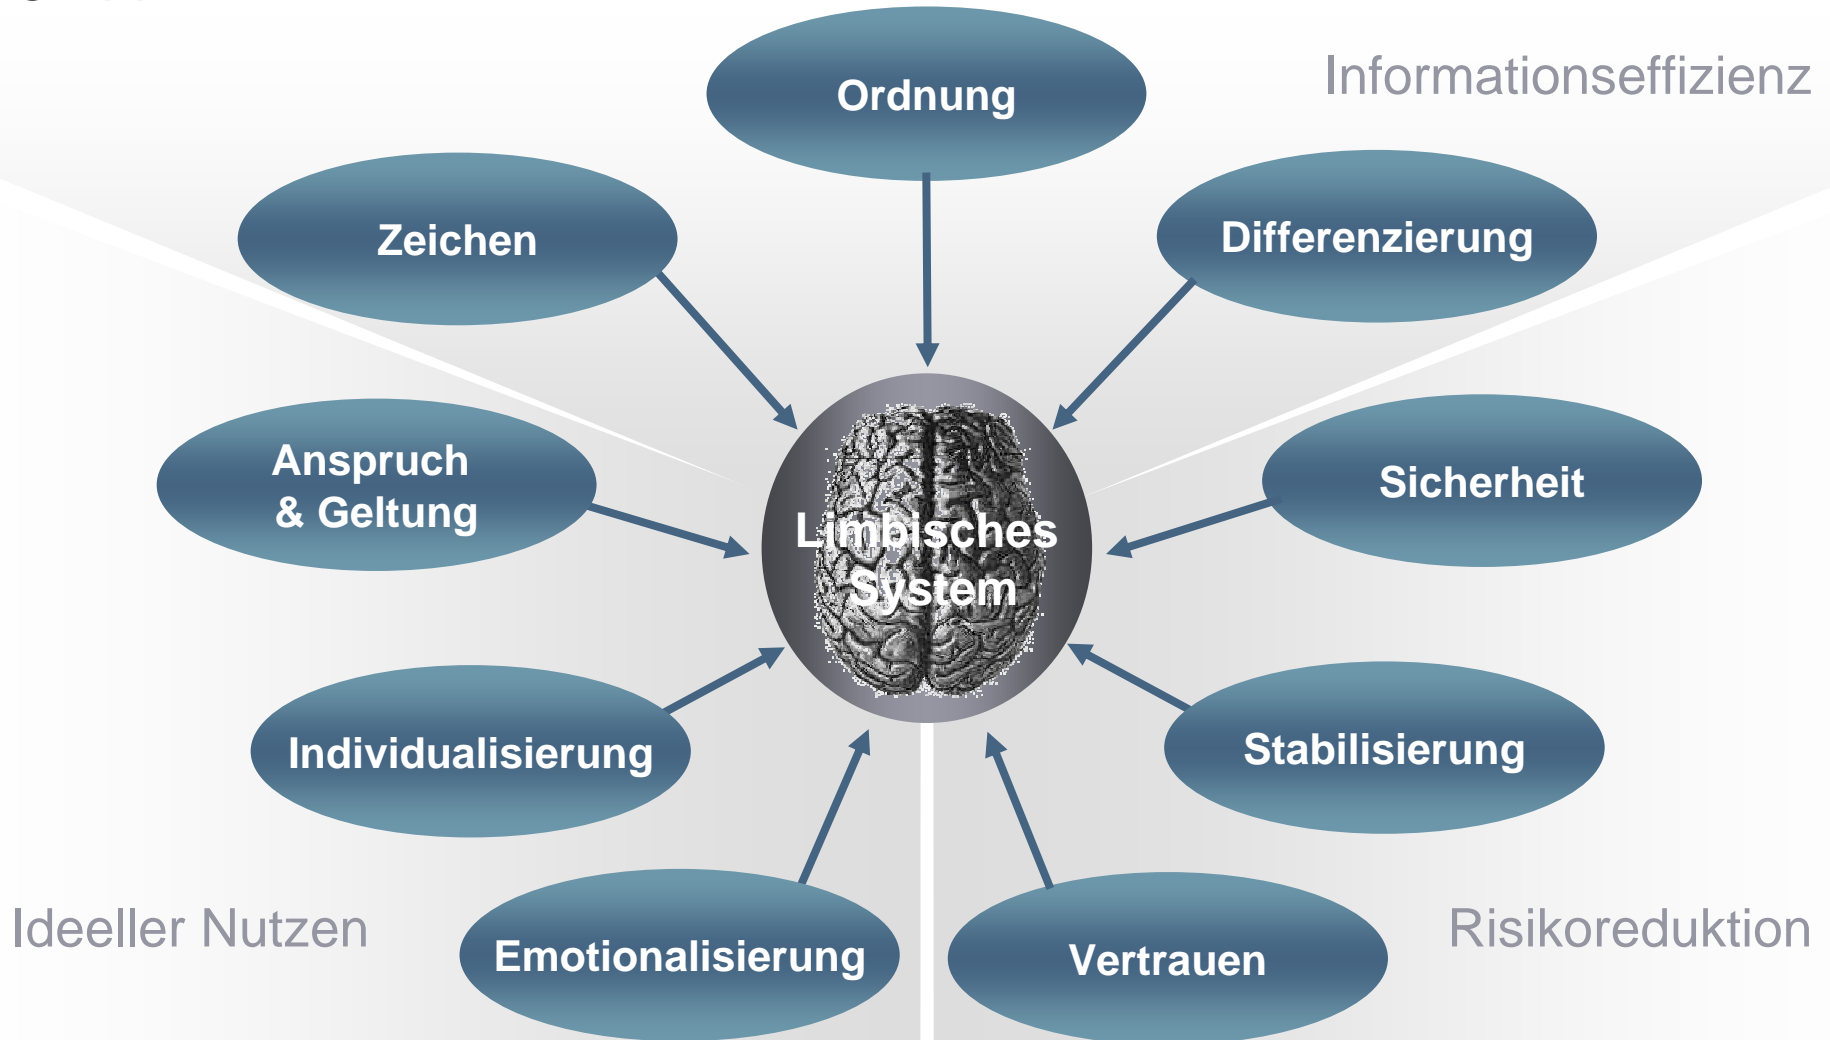 Ordnung
Informationseffizienz
Zeichen
Differenzierung
Anspruch
& Geltung
Sicherheit
Limbisches
System
Individualisierung
Stabilisierung
Ideeller Nutzen
Emotionalisierung
Vertrauen
Risikoreduktion